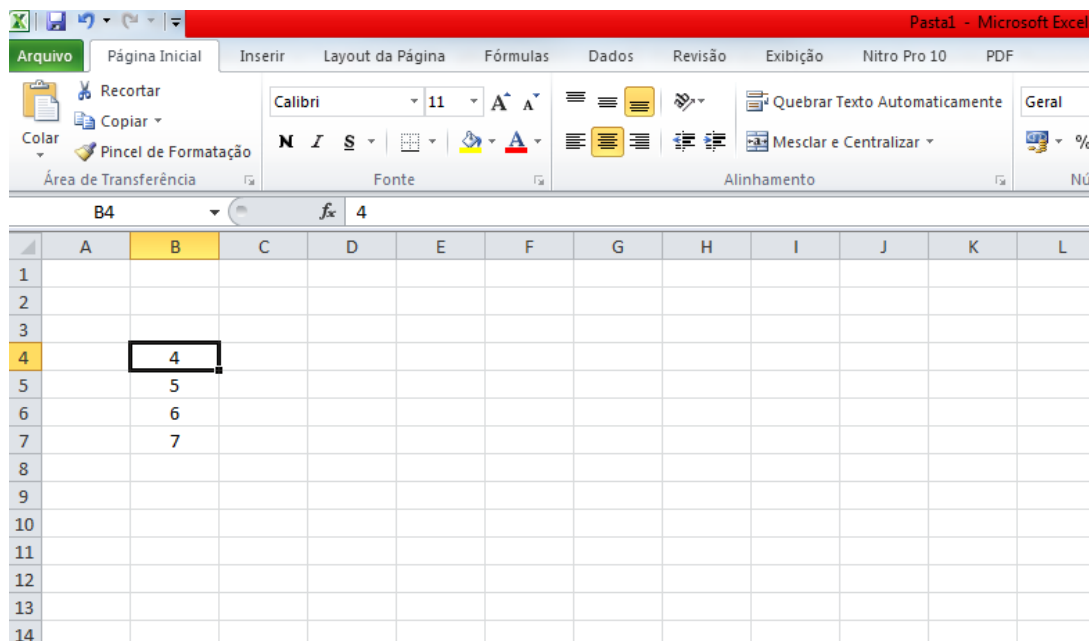 Pasta1 - Microsoft Excel
Arquivo Página Inicial Inserir Layout da Página Fórmulas Dados Revisão Exibição Nitro Pro 10 PDF
Recortar
Copiar
Pincel de Formatação
Colar
Área de Transferência
Calibri 11
N I S
Fonte
Quebrar Texto Automaticamente
Mesclar e Centralizar
Alinhamento
Geral
%
Nú
B4 fx 4
A B C D E F G H I J K L
1
2
3
4 4
5 5
6 6
7 7
8
9
10
11
12
13
14